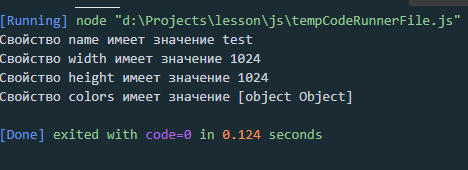 [Running] node "d:\Projects\lesson\js\tempCodeRunnerFile.js"
Свойство name имеет значение test
Свойство width имеет значение 1024
Свойство height имеет значение 1024
Свойство colors имеет значение [object Object]
[Done] exited with code=0 in 0.124 seconds